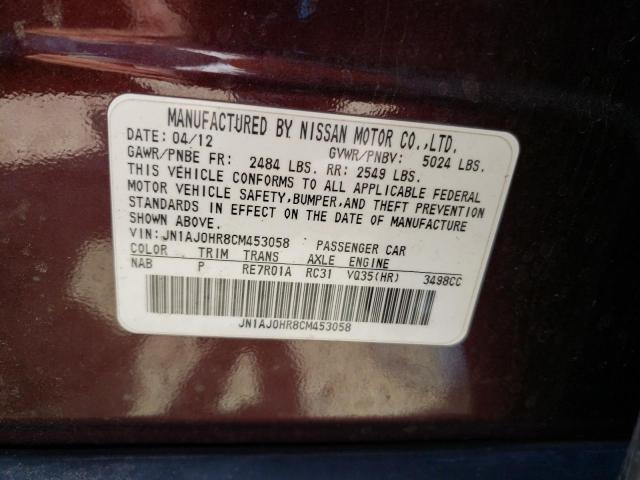 MANUFACTURED BY NISSAN MOTOR CO.,LTD.
DATE: 04/12 GVWR/PNBV: 5024 LBS.
GAWR/PNBE FR: 2484 LBS. RR: 2549 LBS.
THIS VEHICLE CONFORMS TO ALL APPLICABLE FEDERAL
MOTOR VEHICLE SAFETY,BUMPER,AND THEFT PREVENTION
STANDARDS IN EFFECT ON THE DATE OF MANUFACTURE
SHOWN ABOVE.
VIN:JN1AJ0HR8CM453058 PASSENGER CAR
COLOR TRIM TRANS AXLE ENGINE
NAB P RE7R01A RC31 VQ35(HR) 3498CC
JN1AJ0HR8CM453058